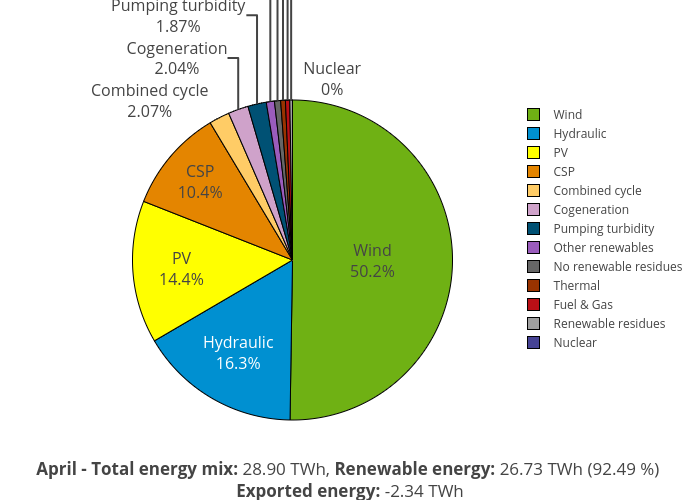 Pumping turbidity
1.87%
Cogeneration
2.04%
Combined cycle
2.07%
Nuclear
0%
CSP
10.4%
PV
14.4%
Hydraulic
16.3%
Wind
50.2%
Wind
Hydraulic
PV
CSP
Combined cycle
Cogeneration
Pumping turbidity
Other renewables
No renewable residues
Thermal
Fuel & Gas
Renewable residues
Nuclear
April - Total energy mix: 28.90 TWh, Renewable energy: 26.73 TWh (92.49 %)
Exported energy: -2.34 TWh